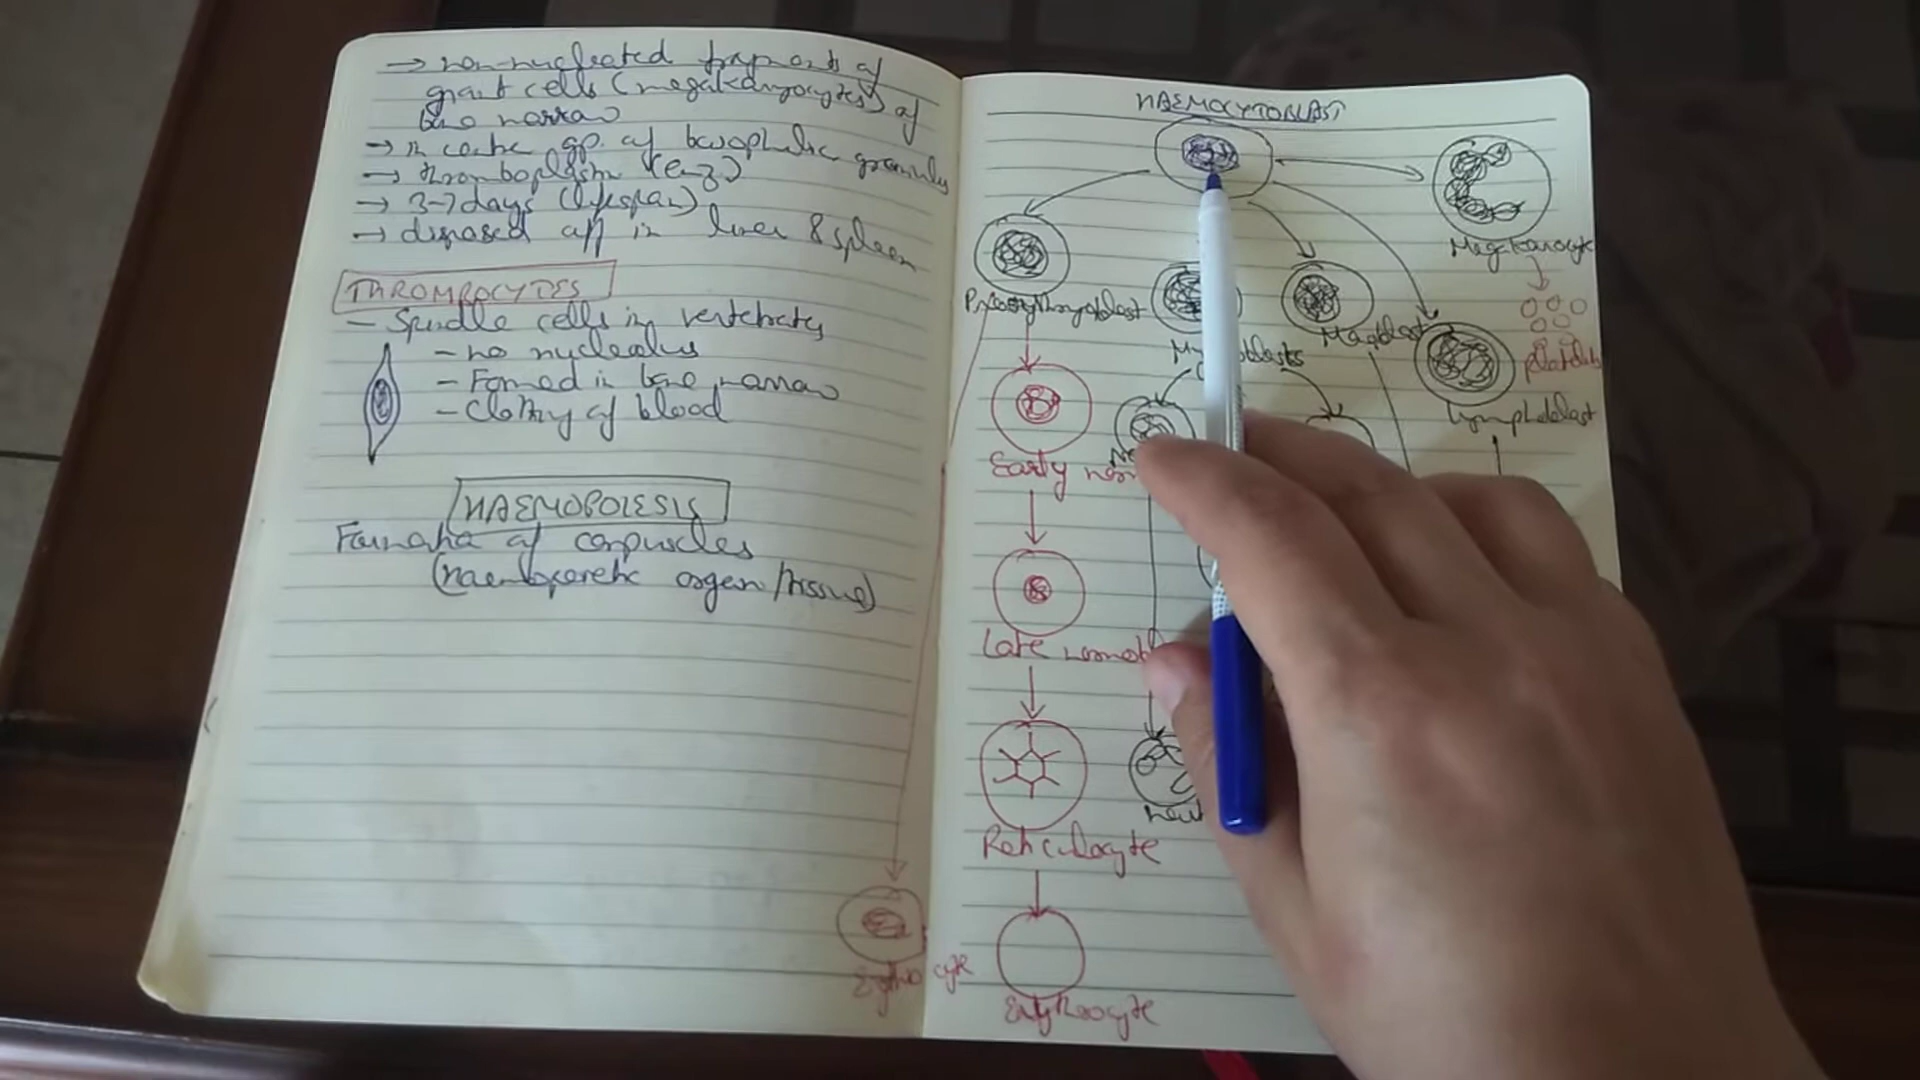 → non-nucleated fragments of
giant cells (megakaryocytes) of
bone marrow
→ in centre gp. of basophilic granules
→ thromboplastin (enz)
→ 3-7 days (lifespan)
→ disposed off in liver & spleen
THROMBOCYTES
- Spindle cells in vertebrates
- no nucleolus
- Formed in bone marrow
- Clotting of blood
HAEMOPOIESIS
Formation of corpuscles
(haemopoietic organ/tissue)
Erythrocyte
HAEMOCYTOBLAST
Megakaryocyte
Proerythroblast
Platelets
Lymphoblast
Early
Late
Reticulocyte
Erythrocyte